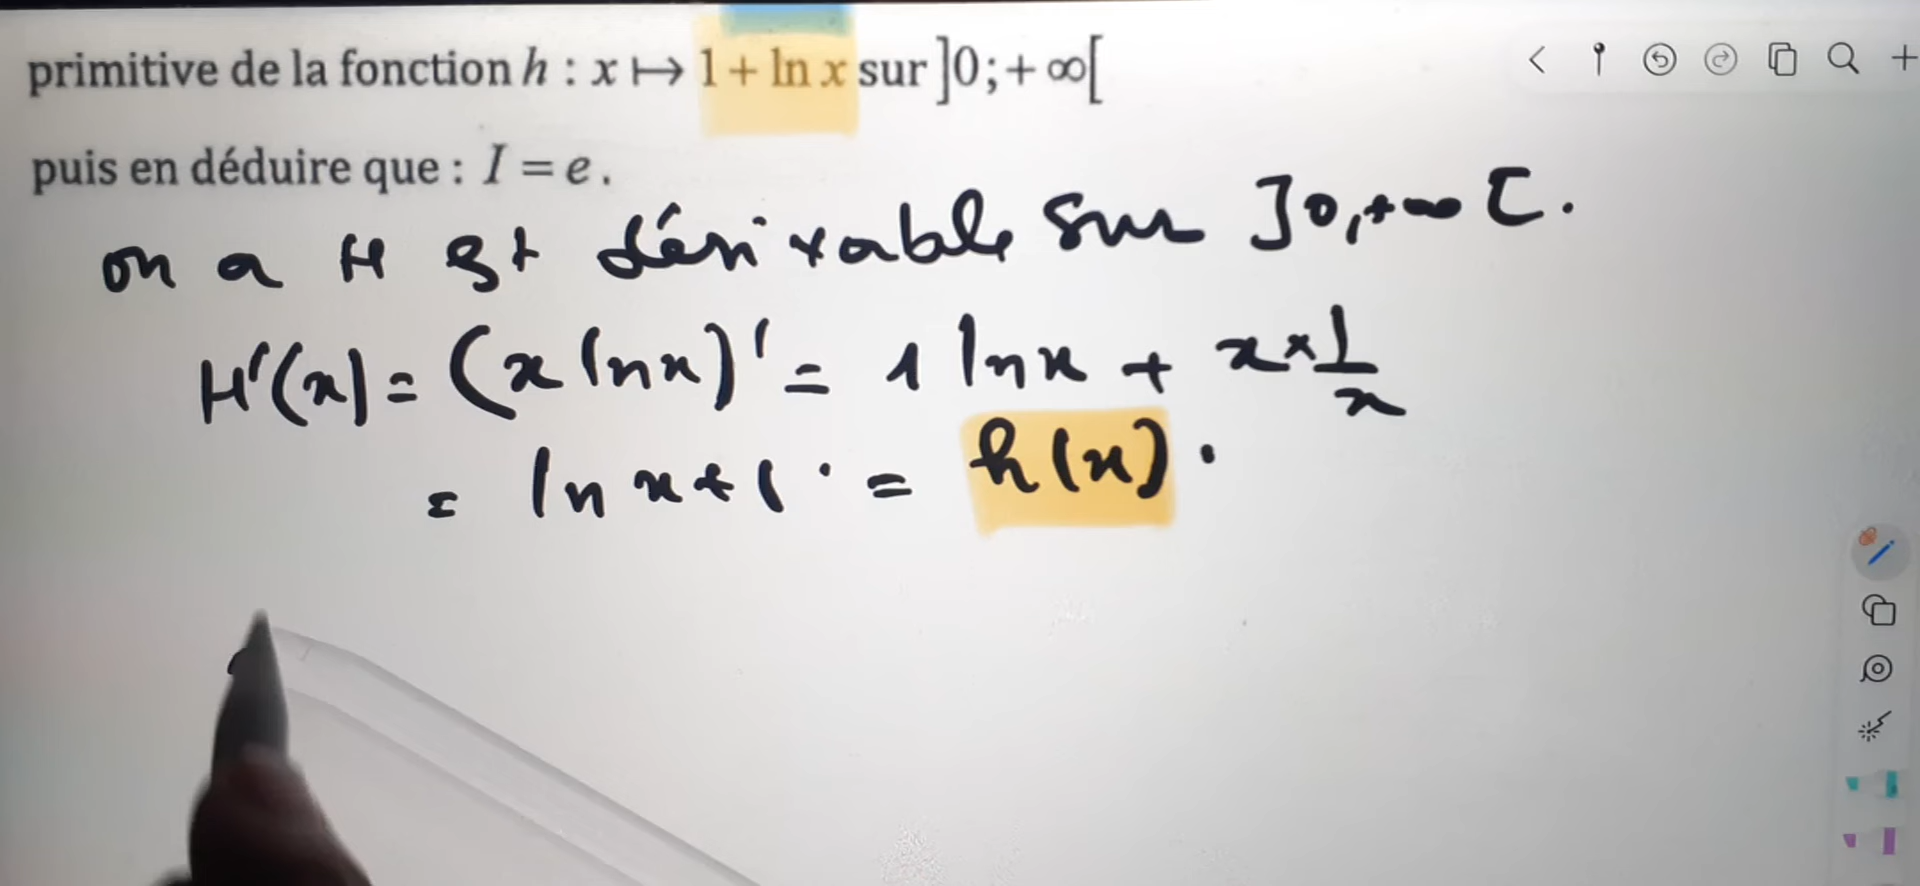 primitive de la fonction h : x ↦ 1 + ln x sur ]0;+∞[
puis en déduire que : I = e.
on a H est dérivable sur ]0,+∞[.
H'(x) = (x ln x)' = 1 ln x + x × 1/x
= ln x + 1 = h(x).